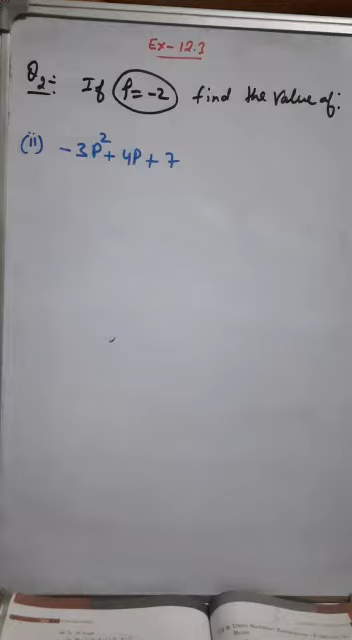 Ex-12.3
Q2:- If P=-2 find the value of:
(ii) -3P²+4P+7